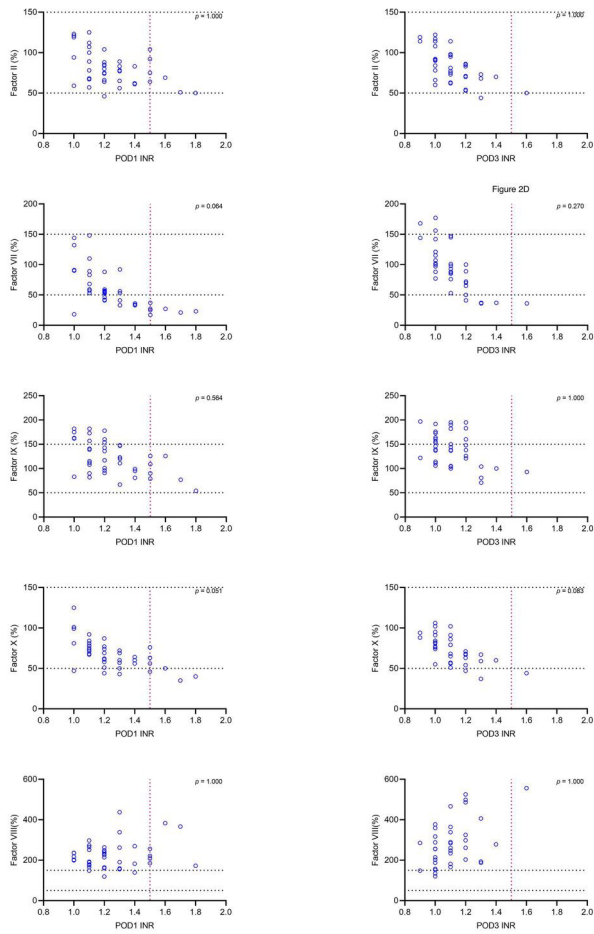 150
100
50
0
Factor II (%)
p = 1.000
0.8 1.0 1.2 1.4 1.6 1.8 2.0
POD1 INR
150
100
50
0
Factor II (%)
p = 1.000
0.8 1.0 1.2 1.4 1.6 1.8 2.0
POD3 INR
200
150
100
50
0
Factor VII (%)
p = 0.064
0.8 1.0 1.2 1.4 1.6 1.8 2.0
POD1 INR
Figure 2D
200
150
100
50
0
Factor VII (%)
p = 0.270
0.8 1.0 1.2 1.4 1.6 1.8 2.0
POD3 INR
250
200
150
100
50
0
Factor IX (%)
p = 0.564
0.8 1.0 1.2 1.4 1.6 1.8 2.0
POD1 INR
250
200
150
100
50
0
Factor IX (%)
p = 1.000
0.8 1.0 1.2 1.4 1.6 1.8 2.0
POD3 INR
150
100
50
0
Factor X (%)
p = 0.051
0.8 1.0 1.2 1.4 1.6 1.8 2.0
POD1 INR
150
100
50
0
Factor X (%)
p = 0.083
0.8 1.0 1.2 1.4 1.6 1.8 2.0
POD3 INR
600
400
200
0
Factor VIII(%)
p = 1.000
0.8 1.0 1.2 1.4 1.6 1.8 2.0
POD1 INR
600
400
200
0
Factor VIII(%)
p = 1.000
0.8 1.0 1.2 1.4 1.6 1.8 2.0
POD3 INR